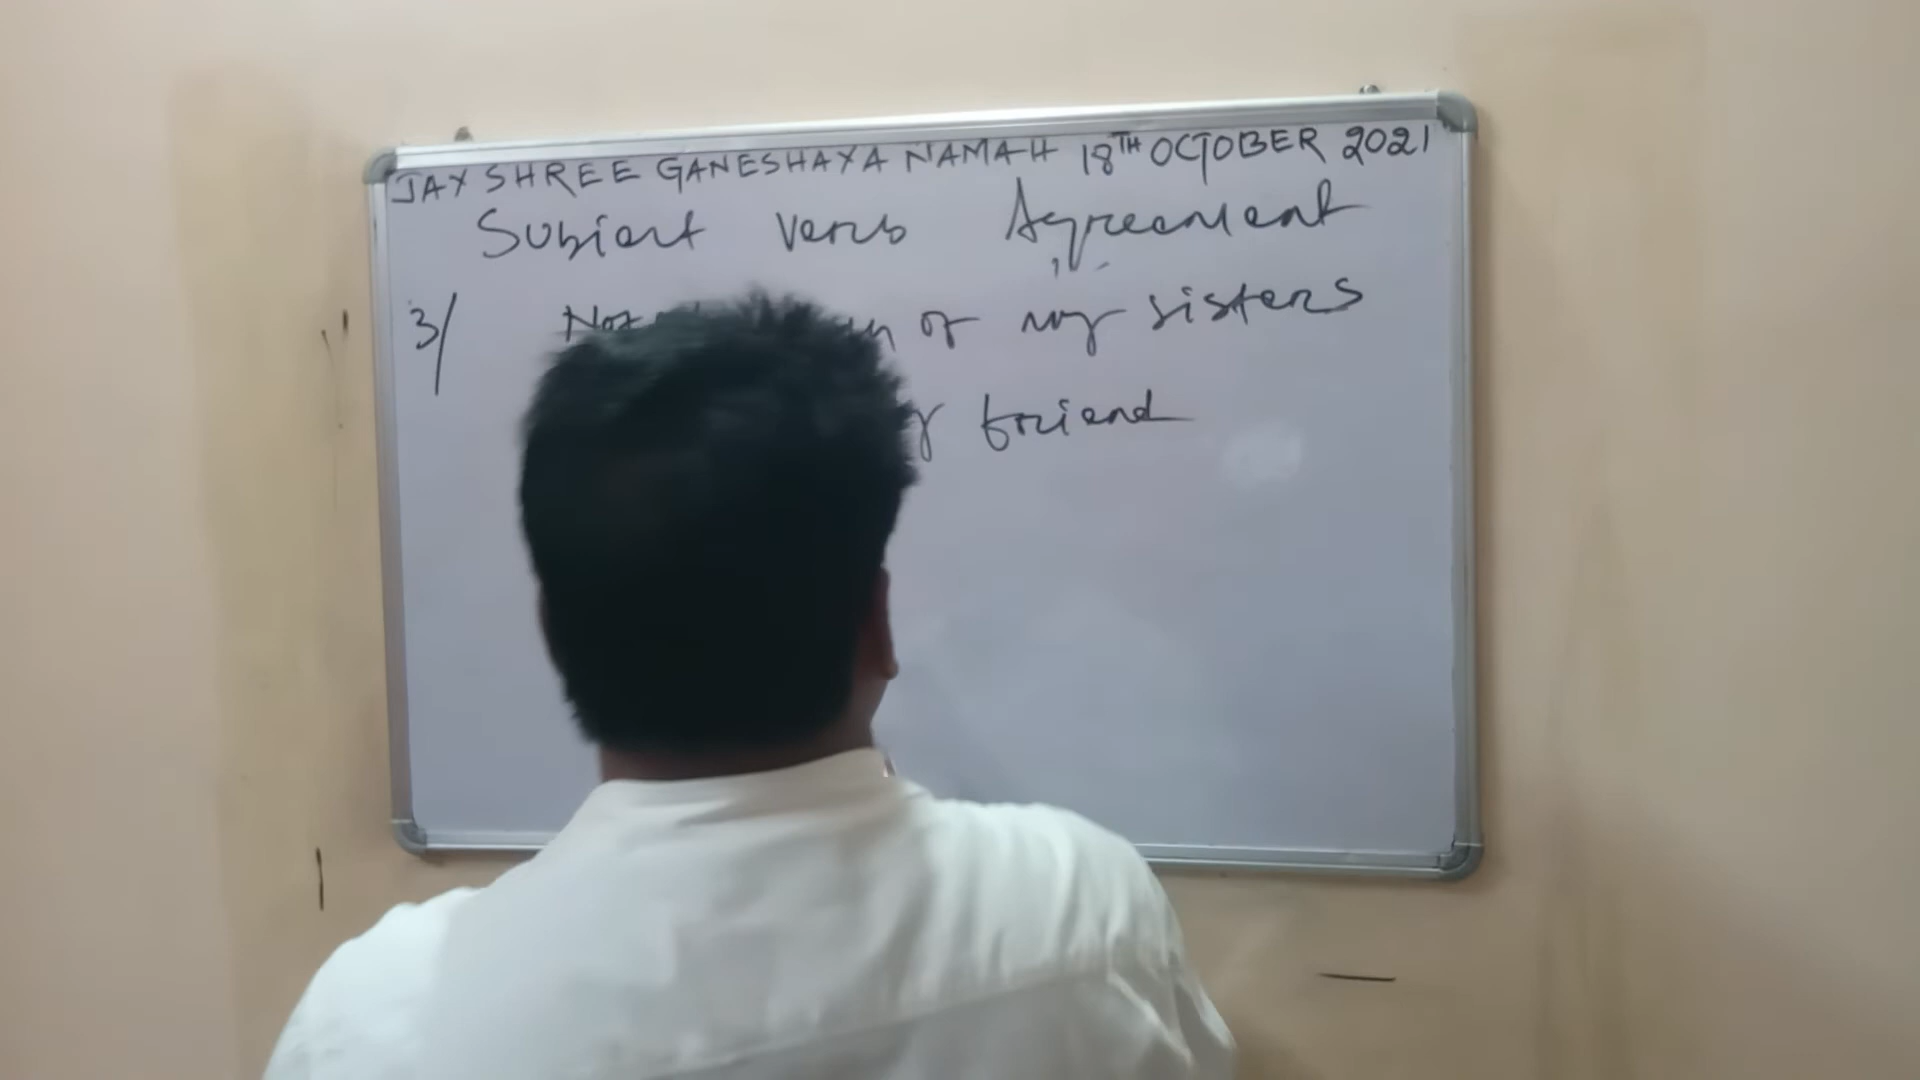 JAY SHREE GANESHAYA NAMAH 18TH OCTOBER 2021
Subject Verb Agreement
3/ of my sisters
friend